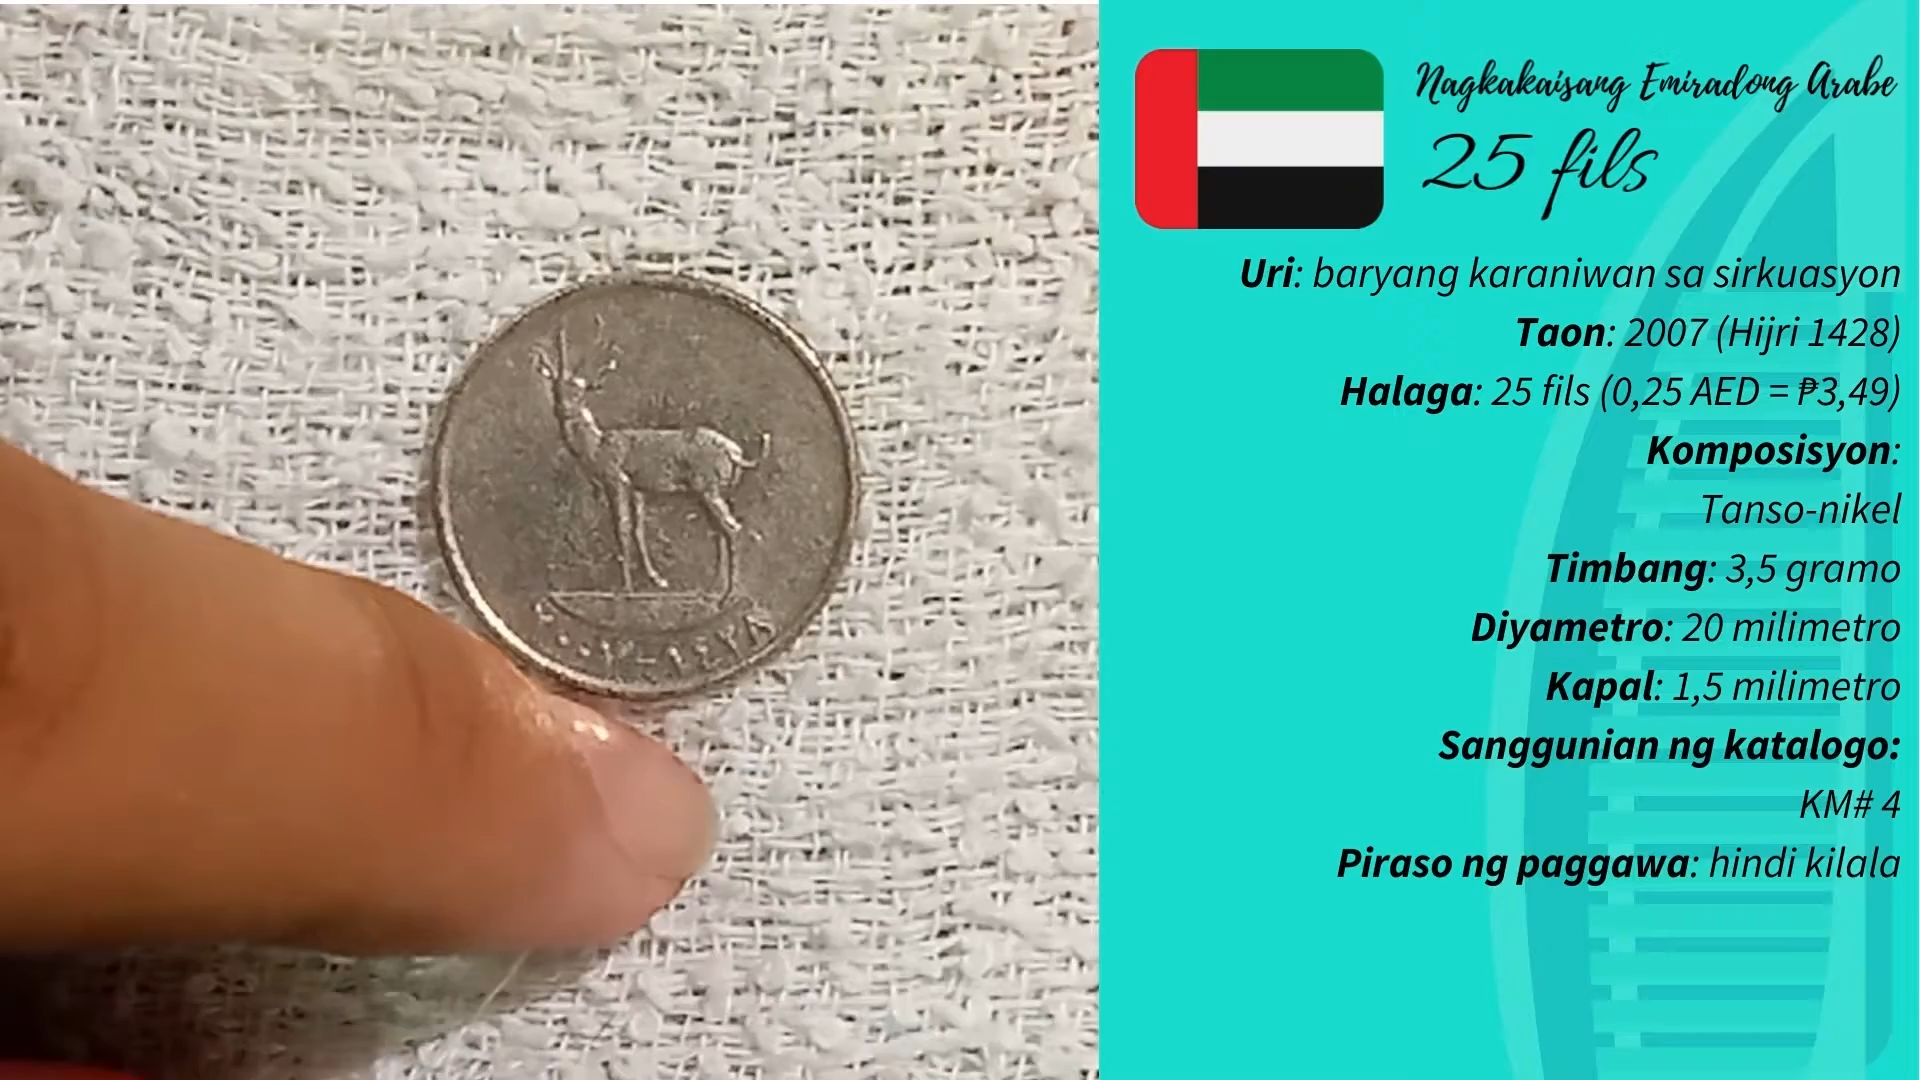 ٢٠٠٧-١٤٢٨
Nagkakaisang Emiradong Arabe
25 fils
Uri: baryang karaniwan sa sirkuasyon
Taon: 2007 (Hijri 1428)
Halaga: 25 fils (0,25 AED = ₱3,49)
Komposisyon:
Tanso-nikel
Timbang: 3,5 gramo
Diyametro: 20 milimetro
Kapal: 1,5 milimetro
Sanggunian ng katalogo:
KM# 4
Piraso ng paggawa: hindi kilala